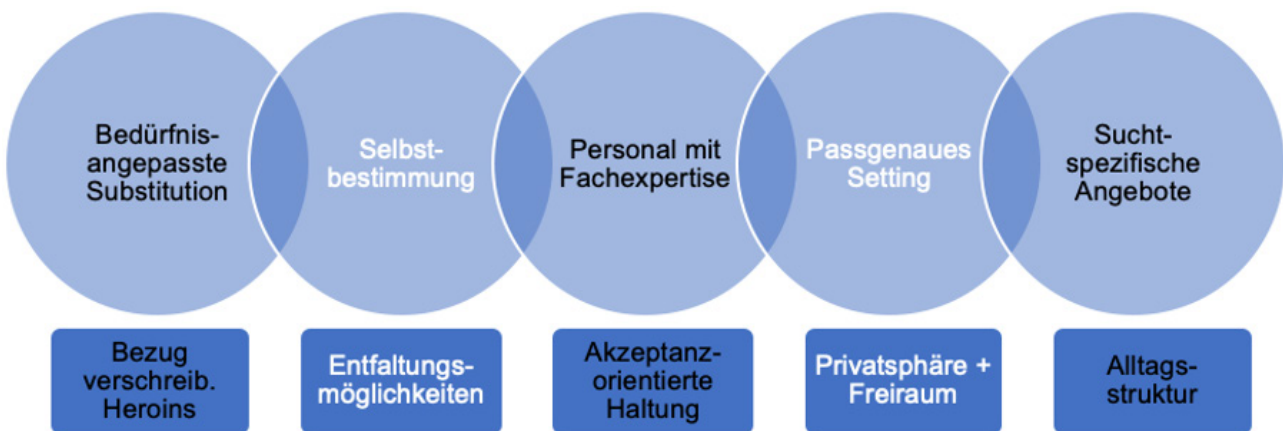 Bedürfnis-
angepasste
Substitution
Selbst-
bestimmung
Personal mit
Fachexpertise
Passgenaues
Setting
Sucht-
spezifische
Angebote
Bezug
verschreib.
Heroins
Entfaltungs-
möglichkeiten
Akzeptanz-
orientierte
Haltung
Privatsphäre +
Freiraum
Alltags-
struktur